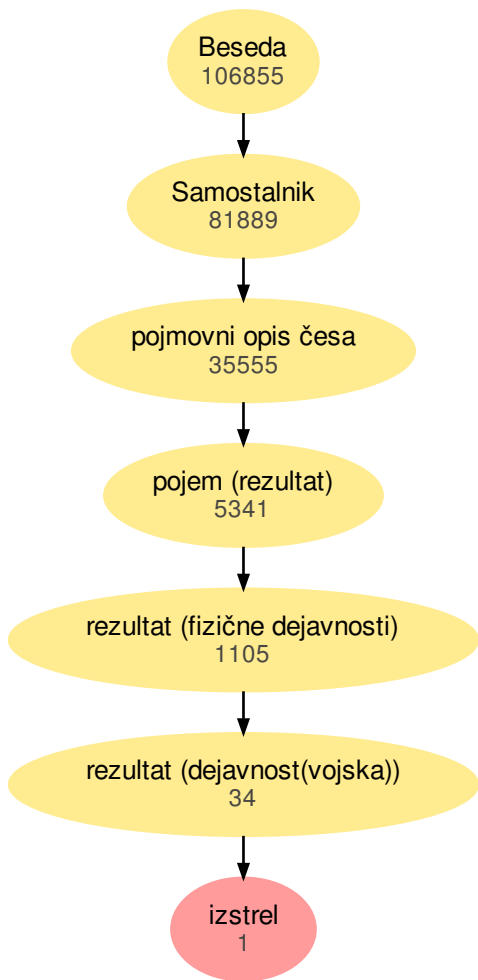 Beseda
106855
Samostalnik
81889
pojmovni opis česa
35555
pojem (rezultat)
5341
rezultat (fizične dejavnosti)
1105
rezultat (dejavnost(vojska))
34
izstrel
1